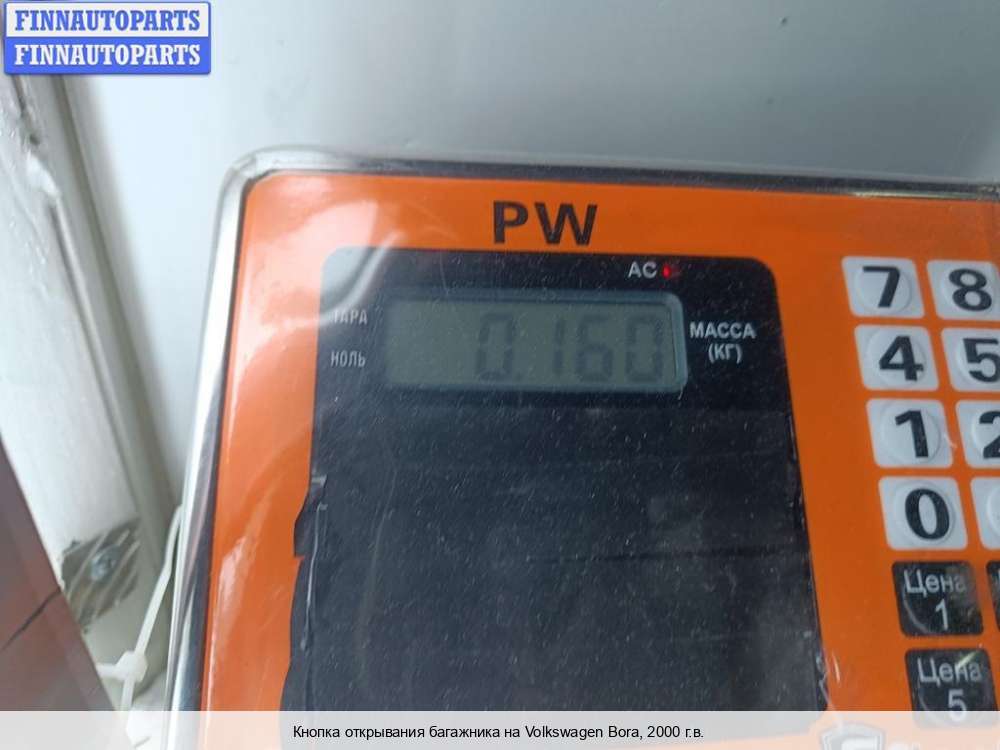 FINNAUTOPARTS
FINNAUTOPARTS
PW
AC
ТАРА
НОЛЬ
0.160
МАССА
(КГ)
7 8
4 5
1 2
0
Цена
1
Цена
5
Кнопка открывания багажника на Volkswagen Bora, 2000 г.в.